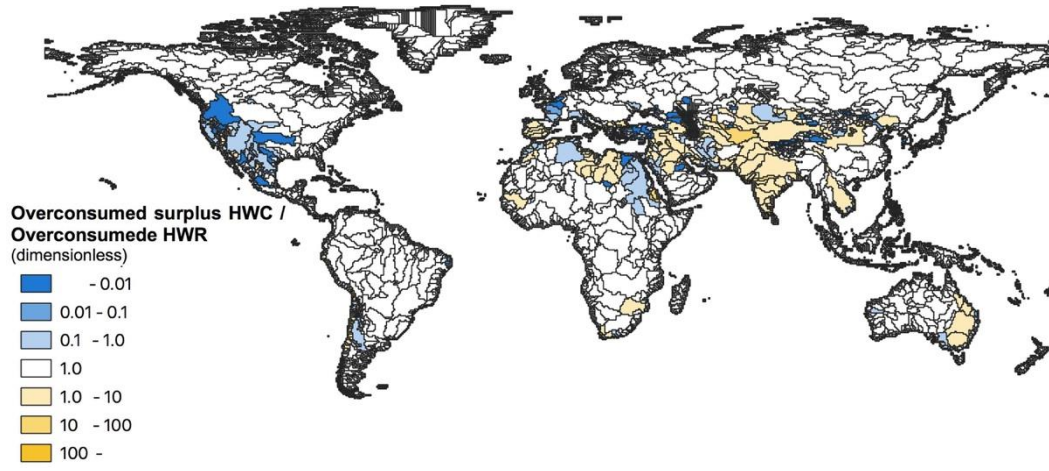 Overconsumed surplus HWC /
Overconsumede HWR
(dimensionless)
- 0.01
0.01 - 0.1
0.1 - 1.0
1.0
1.0 - 10
10 - 100
100 -